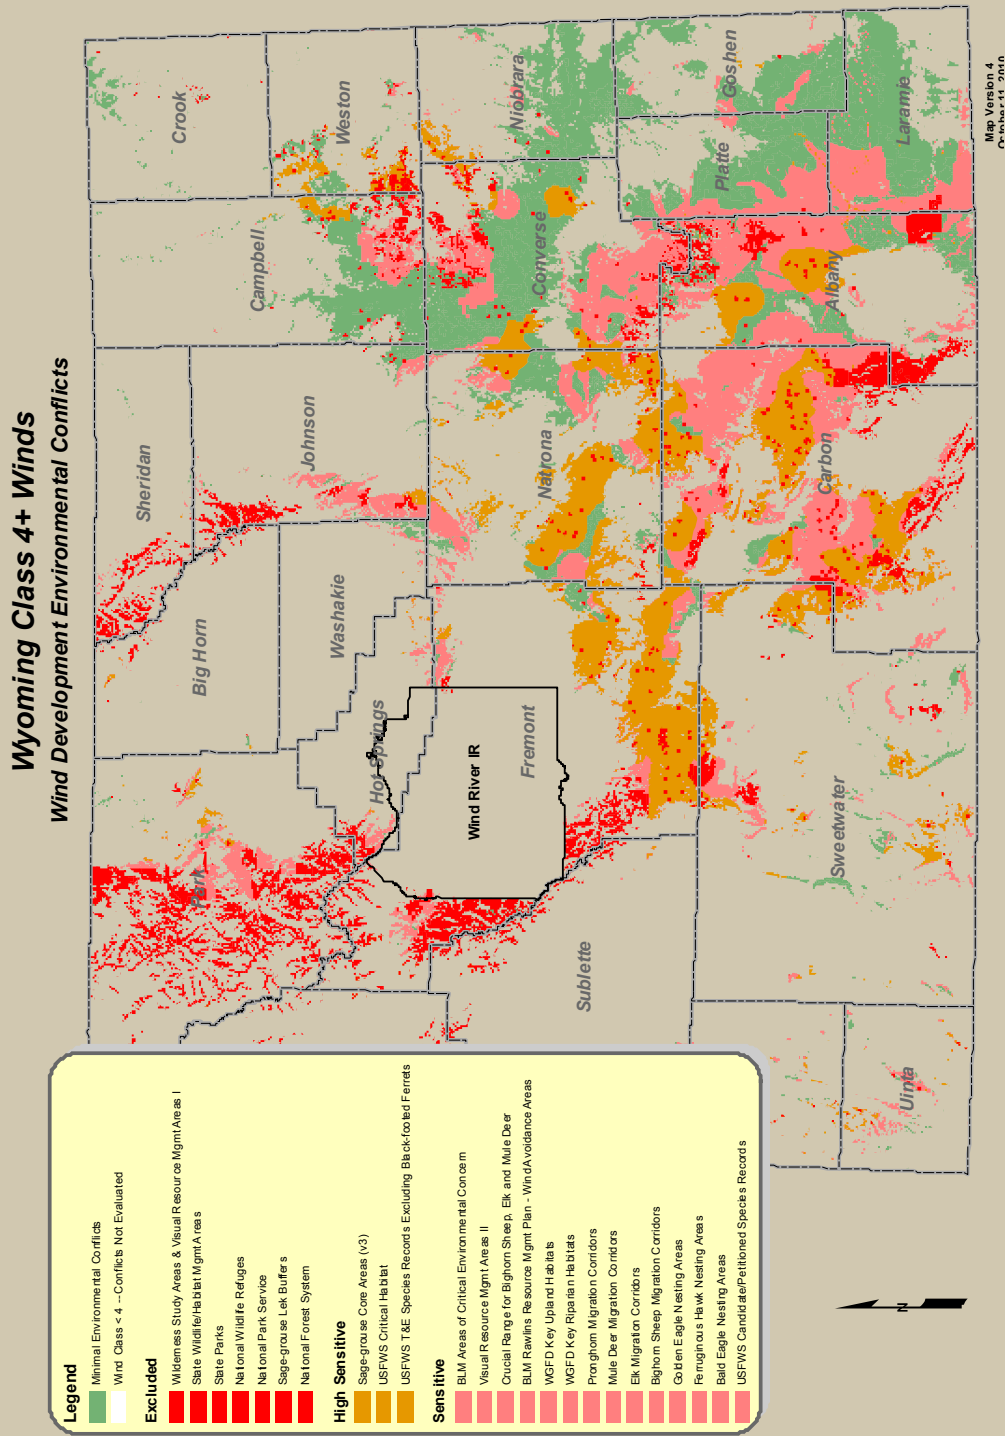 Wyoming Class 4+ Winds
Wind Development Environmental Conflicts
Crook
Weston
Niobrara
Goshen
Laramie
Platte
Campbell
Converse
Albany
Sheridan
Johnson
Natrona
Carbon
Big Horn
Washakie
Hot Springs
Fremont
Wind River IR
Park
Sweetwater
Sublette
Uinta
Map Version 4
October 11, 2010
Legend
Minimal Environmental Conflicts
Wind Class < 4 -- Conflicts Not Evaluated
Excluded
Wilderness Study Areas & Visual Resource Mgmt Areas I
State Wildlife/Habitat Mgmt Areas
State Parks
National Wildlife Refuges
National Park Service
Sage-grouse Lek Buffers
National Forest System
High Sensitive
Sage-grouse Core Areas (v3)
USFWS Critical Habitat
USFWS T&E Species Records Excluding Black-footed Ferrets
Sensitive
BLM Areas of Critical Environmental Concern
Visual Resource Mgmt Areas II
Crucial Range for Bighorn Sheep, Elk and Mule Deer
BLM Rawlins Resource Mgmt Plan - Wind Avoidance Areas
WGFD Key Upland Habitats
WGFD Key Riparian Habitats
Pronghorn Migration Corridors
Mule Deer Migration Corridors
Elk Migration Corridors
Bighorn Sheep Migration Corridors
Golden Eagle Nesting Areas
Ferruginous Hawk Nesting Areas
Bald Eagle Nesting Areas
USFWS Candidate/Petitioned Species Records
N